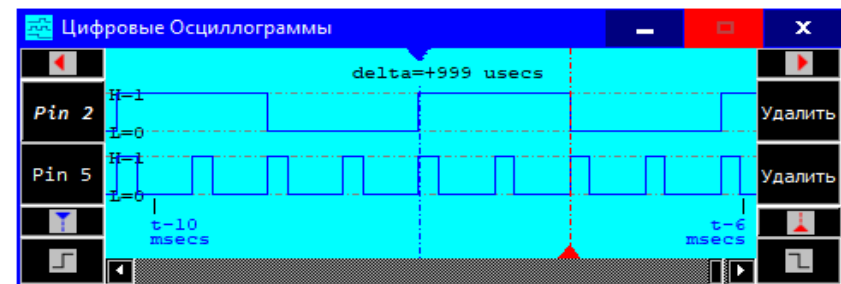 Цифровые Осциллограммы
delta=+999 usecs
Pin 2
H=1
L=0
Удалить
Pin 5
H=1
L=0
Удалить
t-10
msecs
t-6
msecs